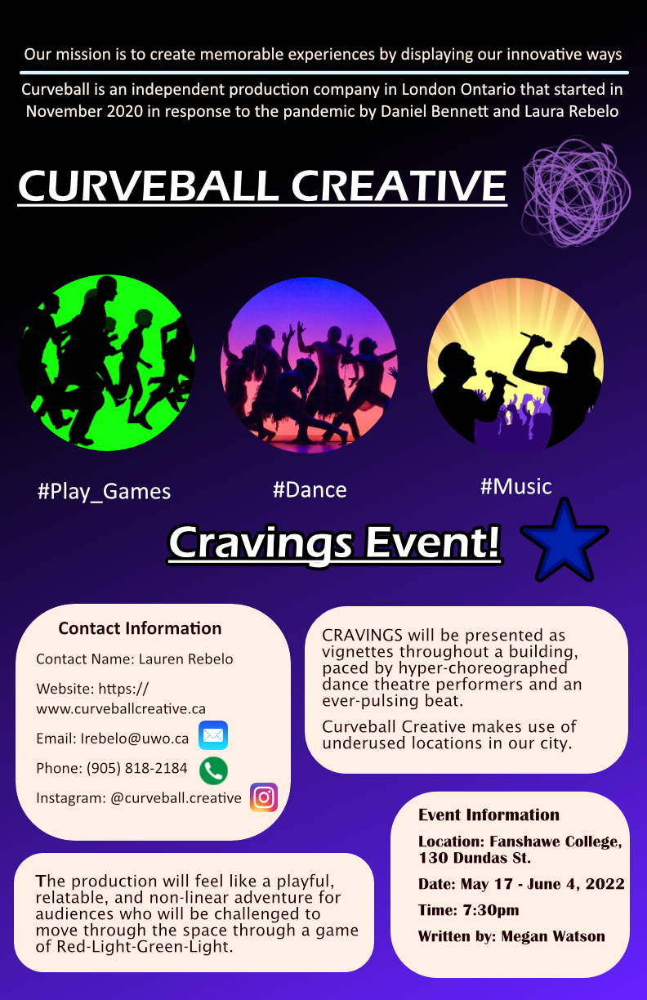 Our mission is to create memorable experiences by displaying our innovative ways
Curveball is an independent production company in London Ontario that started in
November 2020 in response to the pandemic by Daniel Bennett and Laura Rebelo
CURVEBALL CREATIVE
#Play_Games
#Dance
#Music
Cravings Event!
Contact Information
Contact Name: Lauren Rebelo
Website: https://
www.curveballcreative.ca
Email: lrebelo@uwo.ca
Phone: (905) 818-2184
Instagram: @curveball.creative
CRAVINGS will be presented as
vignettes throughout a building,
paced by hyper-choreographed
dance theatre performers and an
ever-pulsing beat.
Curveball Creative makes use of
underused locations in our city.
The production will feel like a playful,
relatable, and non-linear adventure for
audiences who will be challenged to
move through the space through a game
of Red-Light-Green-Light.
Event Information
Location: Fanshawe College,
130 Dundas St.
Date: May 17 - June 4, 2022
Time: 7:30pm
Written by: Megan Watson